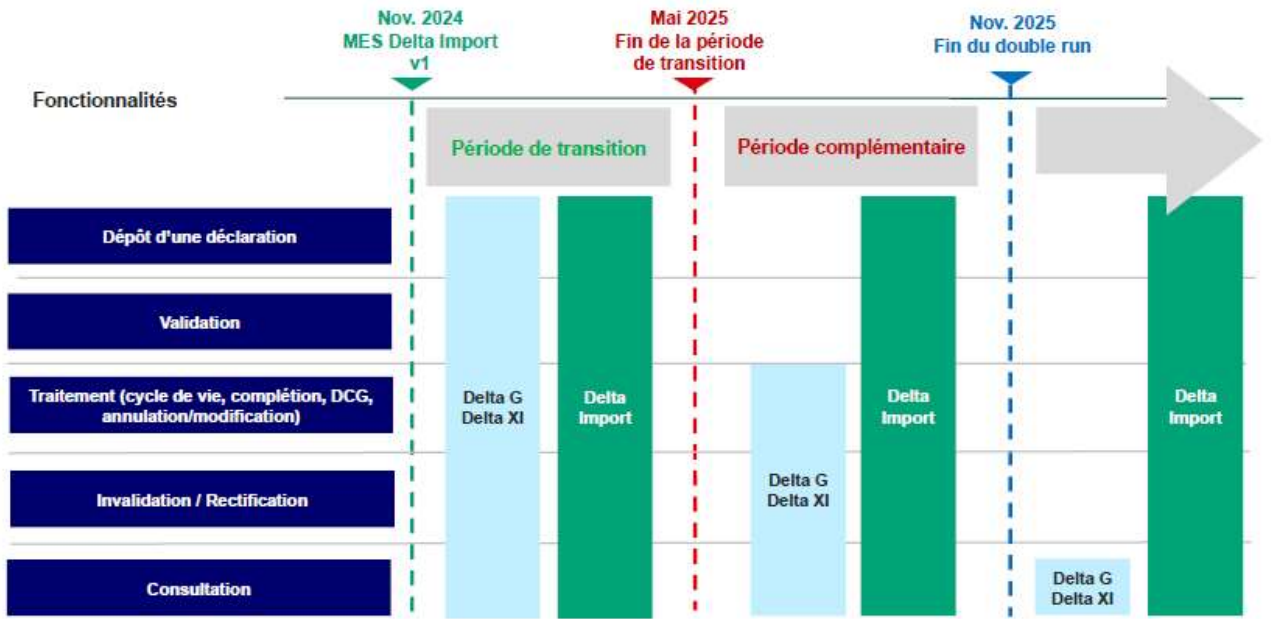 Nov. 2024
MES Delta Import
v1
Mai 2025
Fin de la période
de transition
Nov. 2025
Fin du double run
Fonctionnalités
Période de transition
Période complémentaire
Dépôt d'une déclaration
Validation
Traitement (cycle de vie, complétion, DCG,
annulation/modification)
Delta G
Delta XI
Delta
Import
Delta
Import
Delta
Import
Invalidation / Rectification
Delta G
Delta XI
Consultation
Delta G
Delta XI